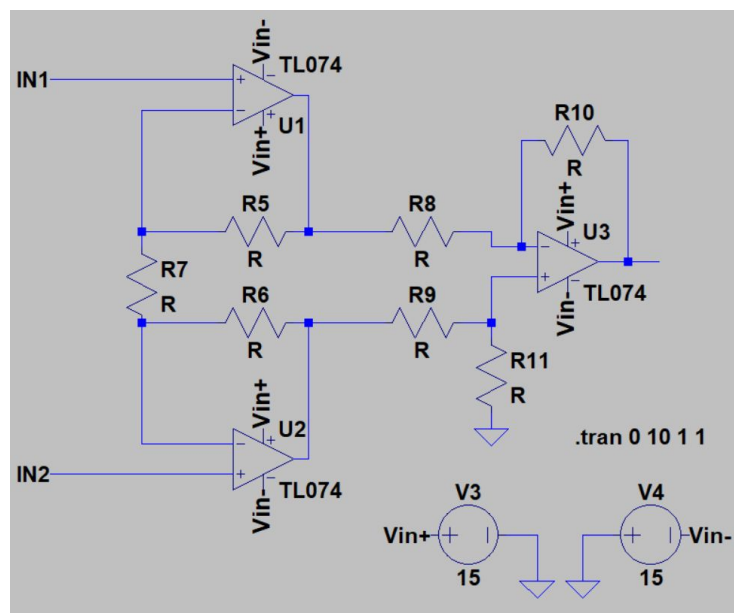 Vin-
TL074
IN1
+
-
-
+
U1
Vin+
R10
R
R5
R
R8
R
Vin+
U3
-
+
+
-
TL074
Vin-
R7
R
R6
R
R9
R
R11
R
Vin+
U2
-
+
+
-
IN2
TL074
Vin-
.tran 0 10 1 1
V3
V4
Vin+
+
-
+
-
Vin-
15
15